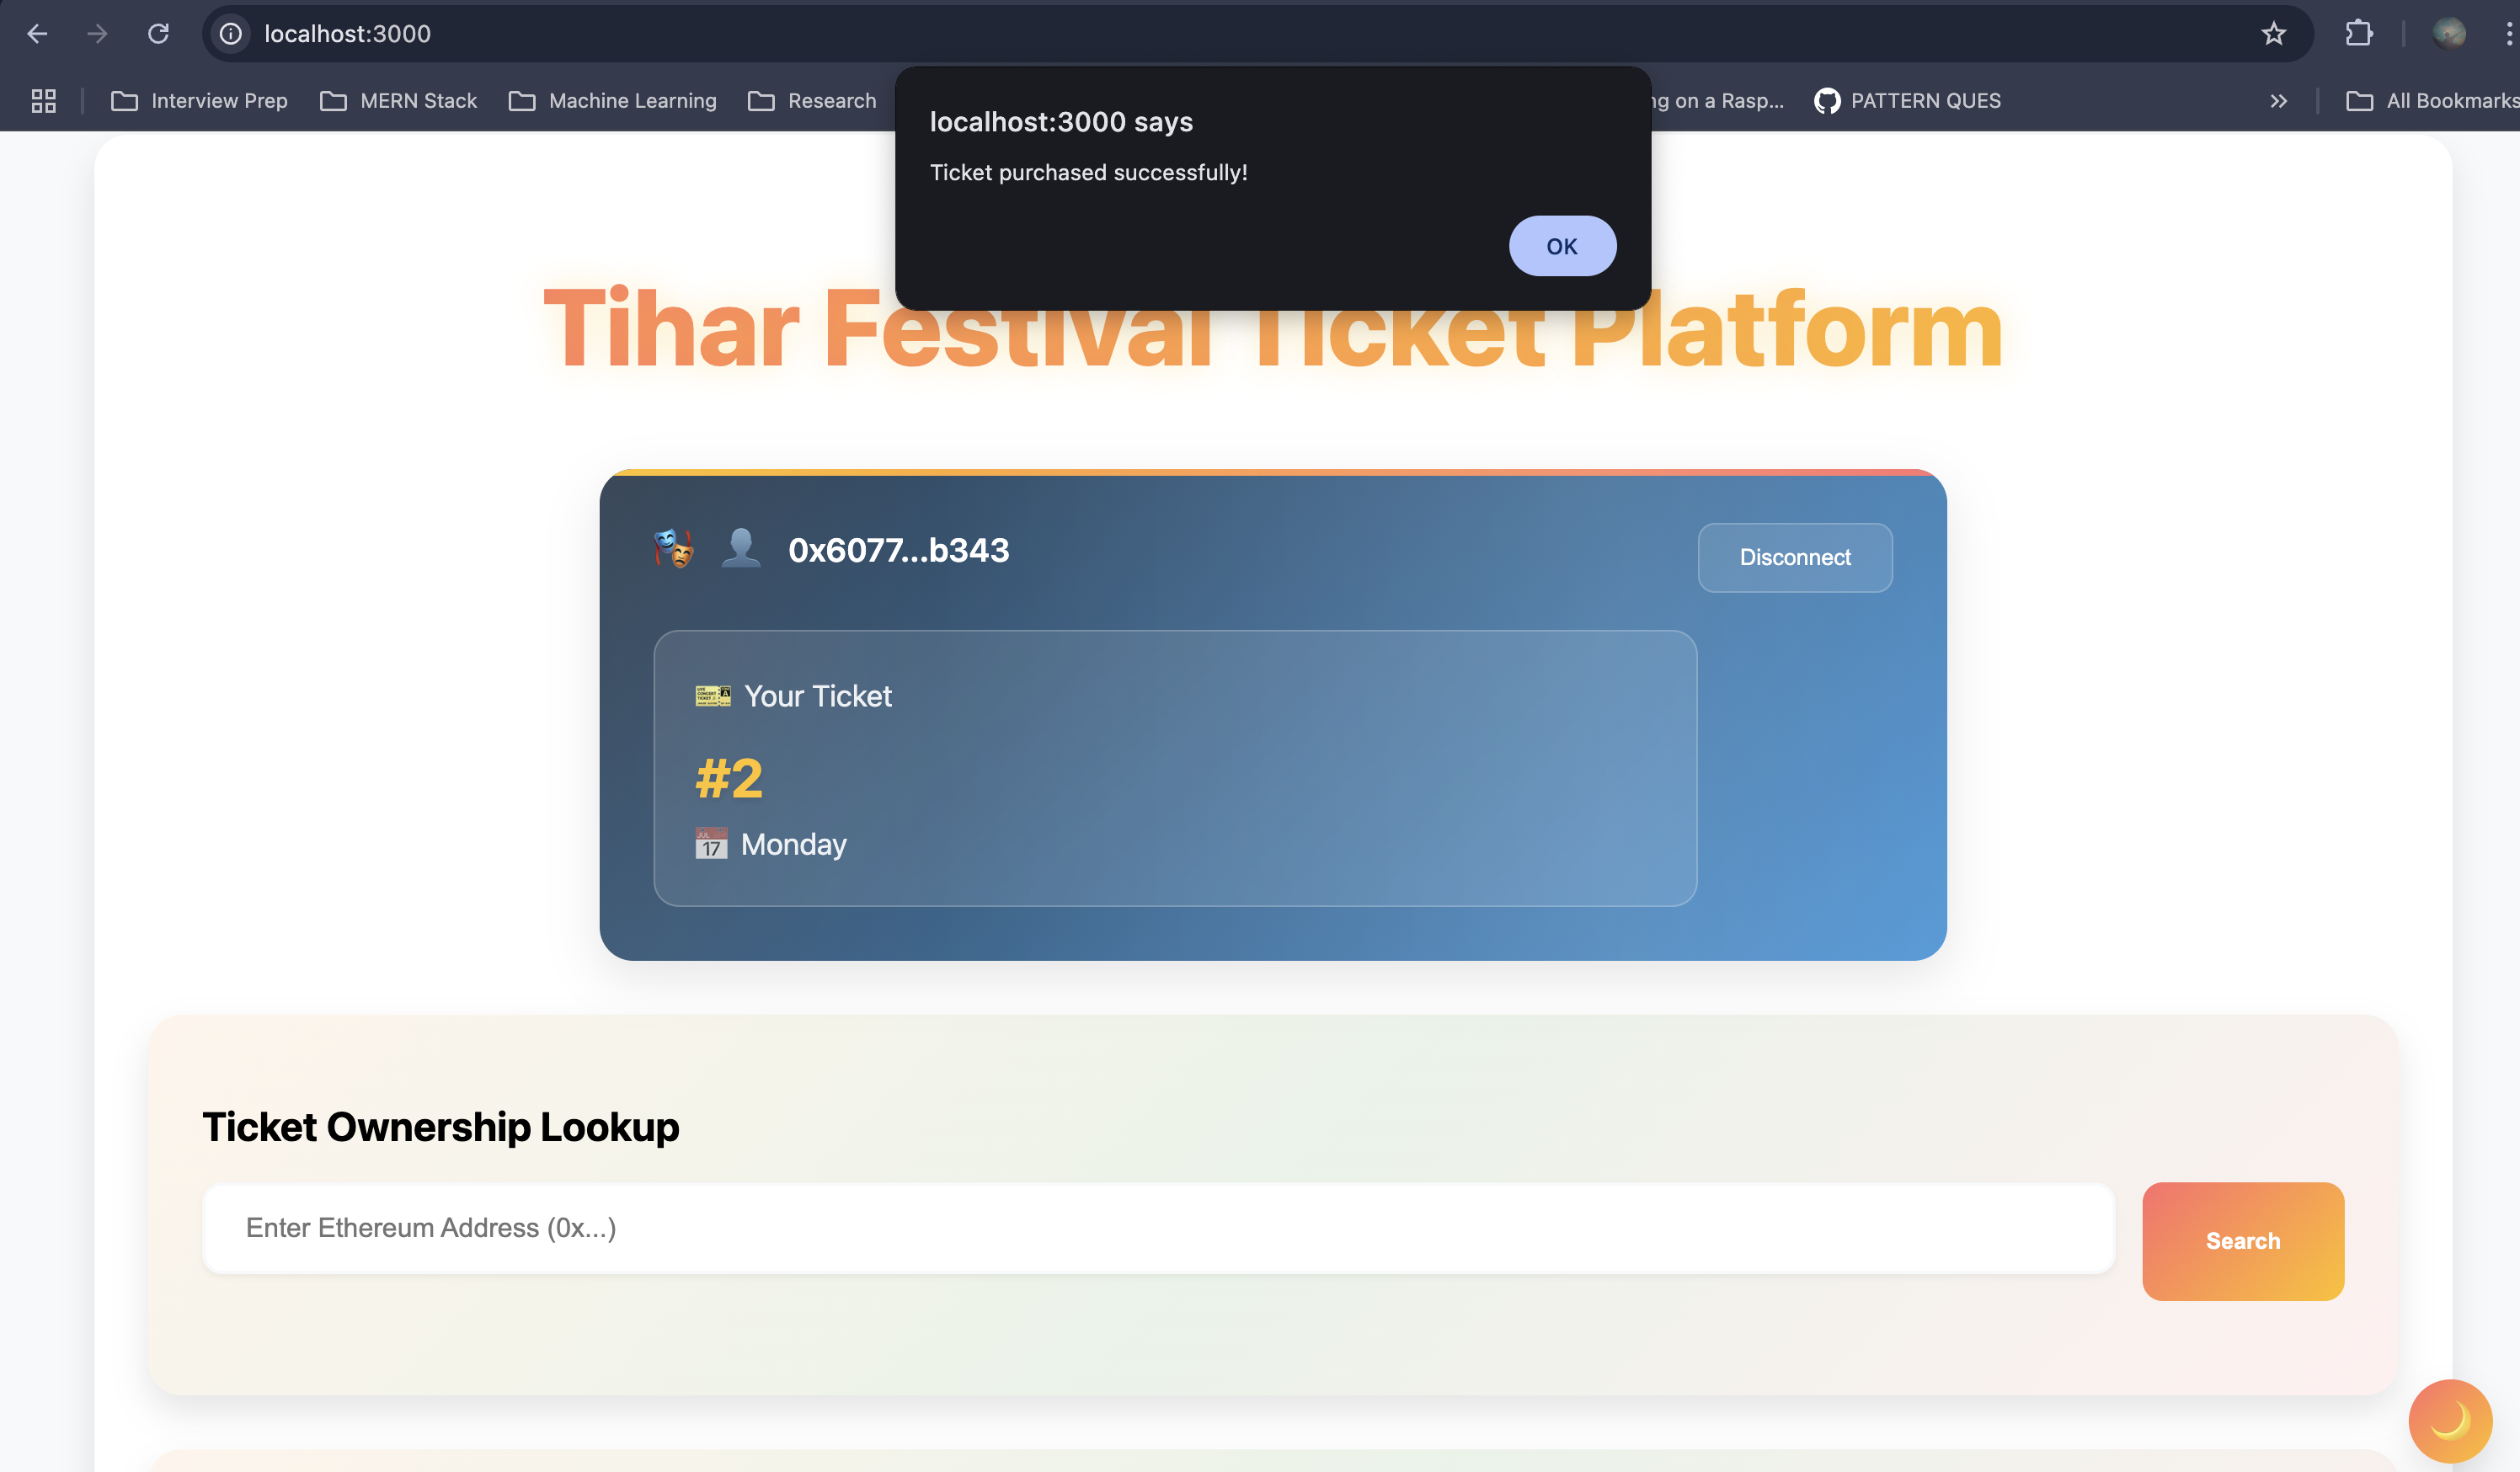 localhost:3000
Interview Prep
MERN Stack
Machine Learning
Research
ng on a Rasp...
PATTERN QUES
All Bookmarks
localhost:3000 says
Ticket purchased successfully!
OK
Tihar Festival Ticket Platform
0x6077...b343
Disconnect
Your Ticket
#2
JUL
17
Monday
Ticket Ownership Lookup
Enter Ethereum Address (0x...)
Search